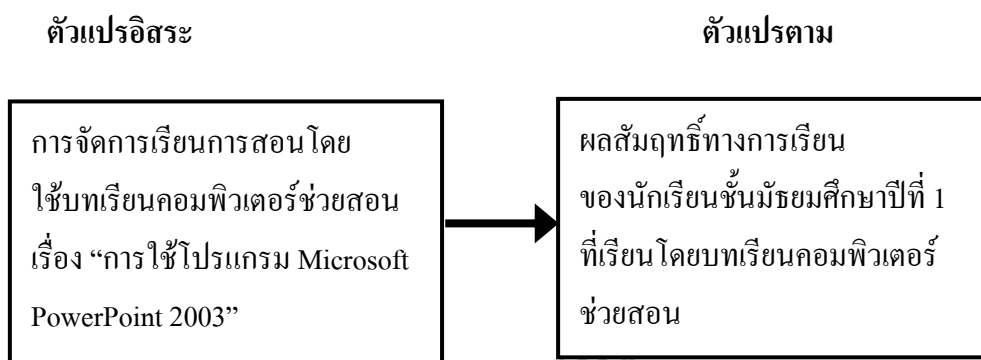 ตัวแปรอิสระ
ตัวแปรตาม
การจัดการเรียนการสอนโดย
ใช้บทเรียนคอมพิวเตอร์ช่วยสอน
เรื่อง “การใช้โปรแกรม Microsoft
PowerPoint 2003”
ผลสัมฤทธิ์ทางการเรียน
ของนักเรียนชั้นมัธยมศึกษาปีที่ 1
ที่เรียนโดยบทเรียนคอมพิวเตอร์
ช่วยสอน